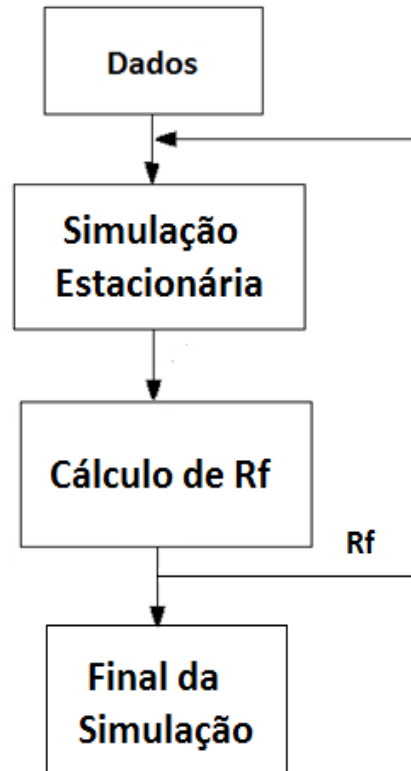 Dados
Simulação
Estacionária
Cálculo de Rf
Rf
Final da
Simulação